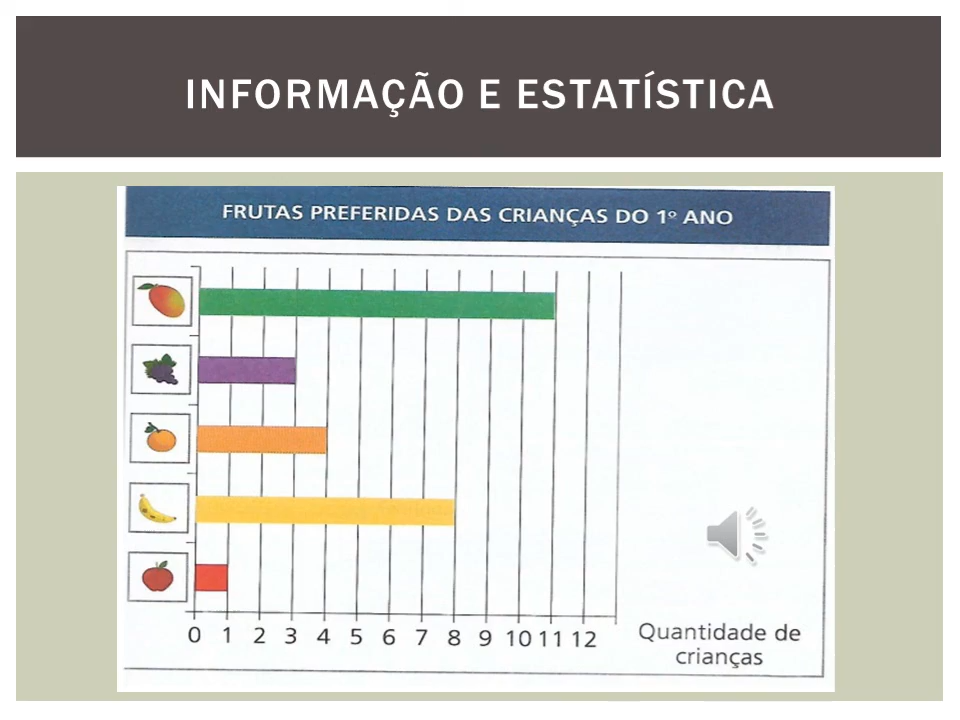 INFORMAÇÃO E ESTATÍSTICA
FRUTAS PREFERIDAS DAS CRIANÇAS DO 1º ANO
0 1 2 3 4 5 6 7 8 9 10 11 12
Quantidade de
crianças